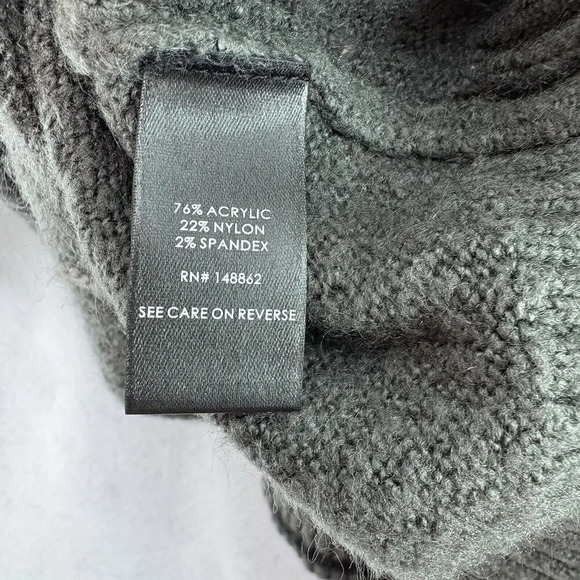 76% ACRYLIC
22% NYLON
2% SPANDEX
RN# 148862
SEE CARE ON REVERSE